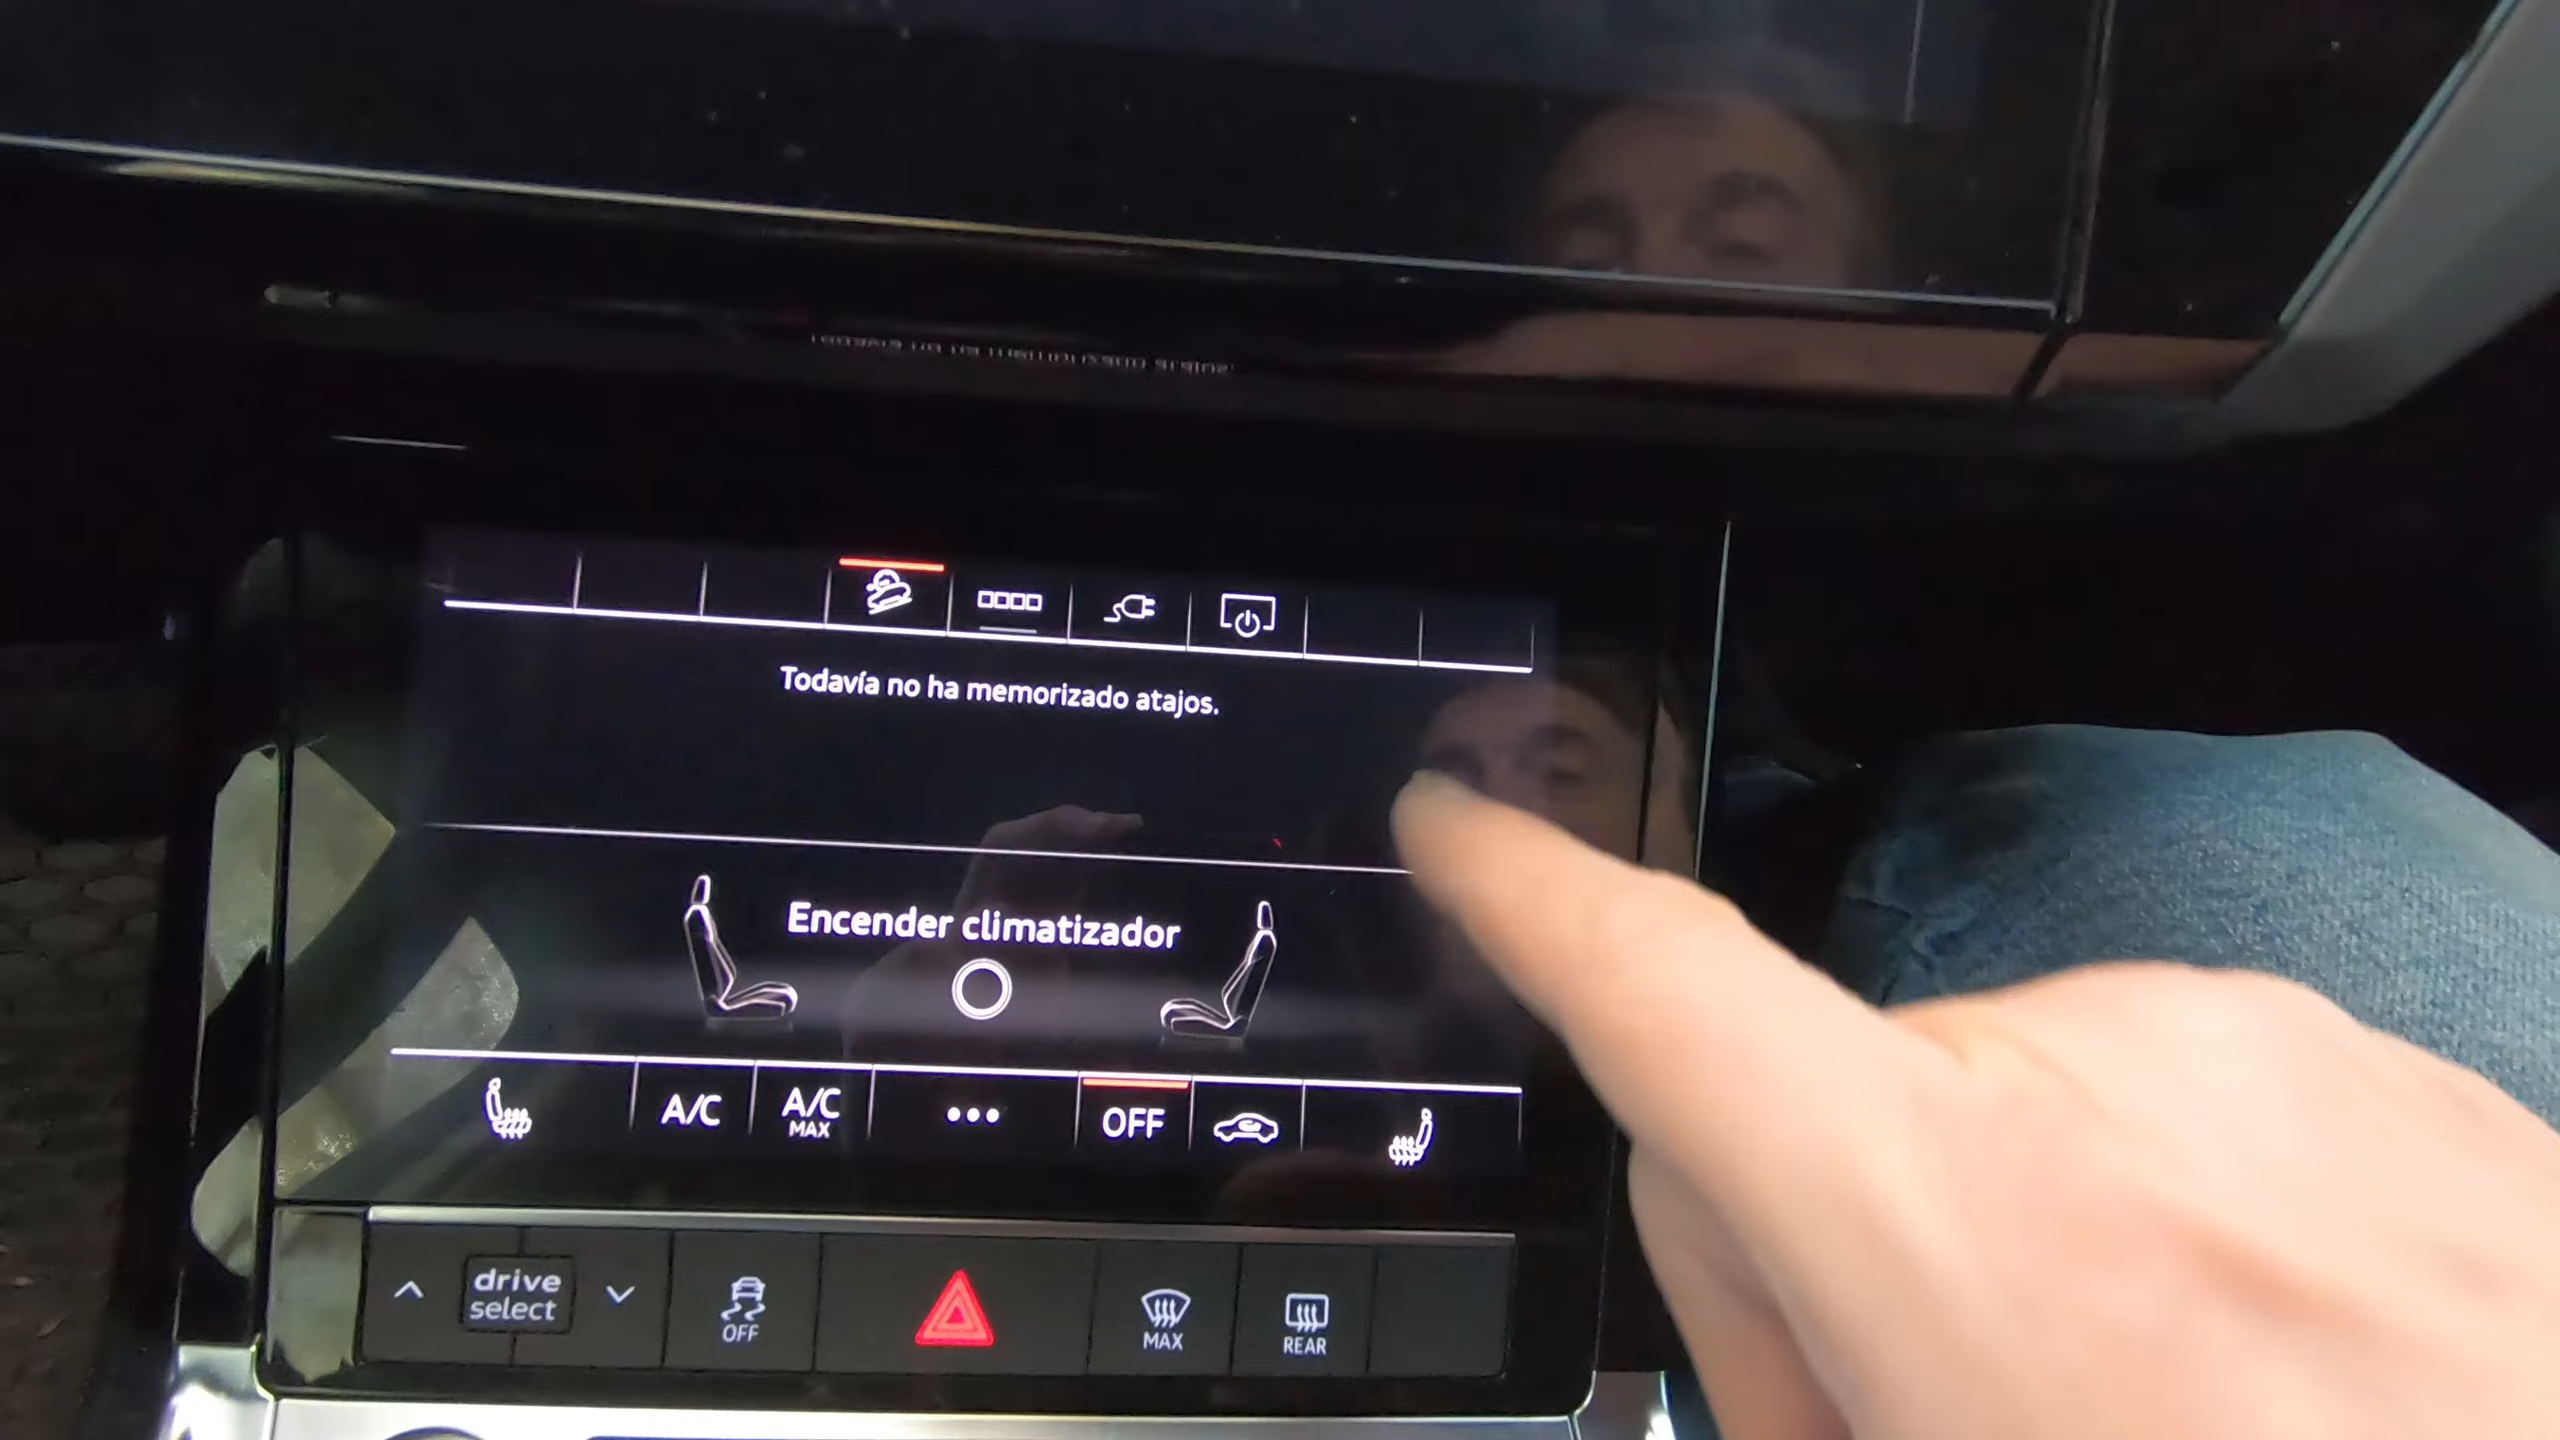 Todavía no ha memorizado atajos.
Encender climatizador
A/C
A/C
MAX
OFF
drive
select
OFF
MAX
REAR